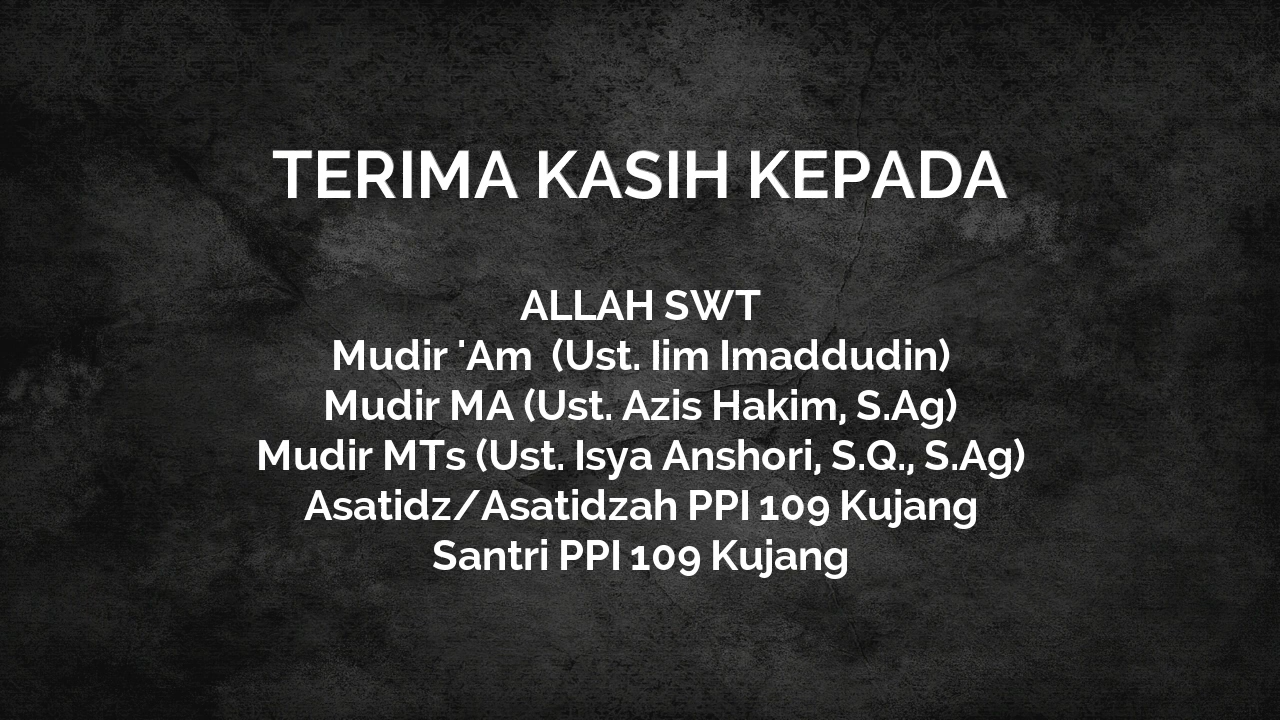 TERIMA KASIH KEPADA
ALLAH SWT
Mudir 'Am  (Ust. Iim Imaddudin)
Mudir MA (Ust. Azis Hakim, S.Ag)
Mudir MTs (Ust. Isya Anshori, S.Q., S.Ag)
Asatidz/Asatidzah PPI 109 Kujang
Santri PPI 109 Kujang